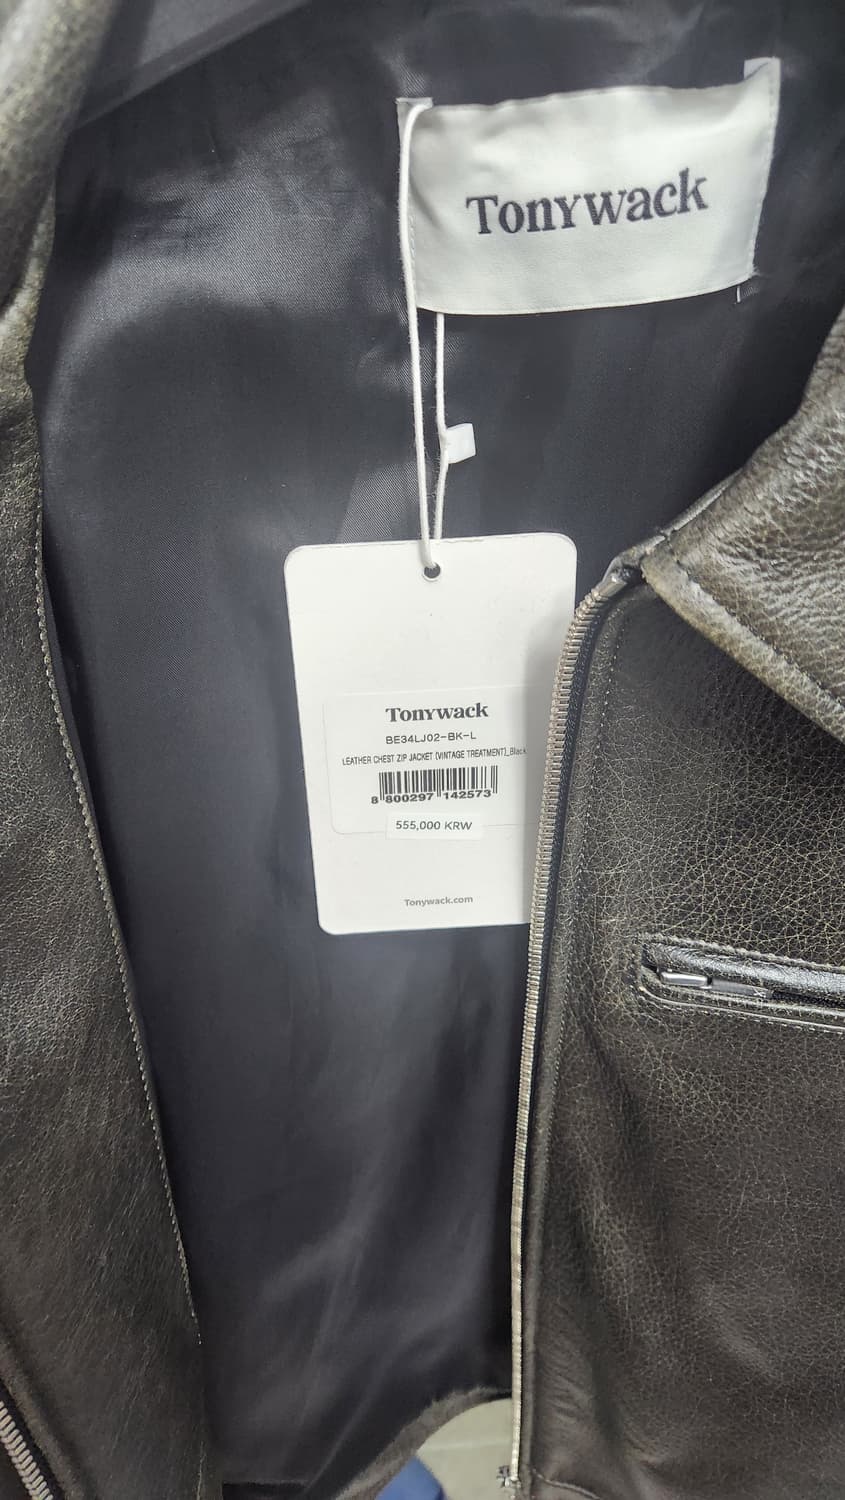 Tonywack
Tonywack
BE34LJ02-BK-L
LEATHER CHEST ZIP JACKET (VINTAGE TREATMENT)_Black
8 800297 142573
555,000 KRW
Tonywack.com